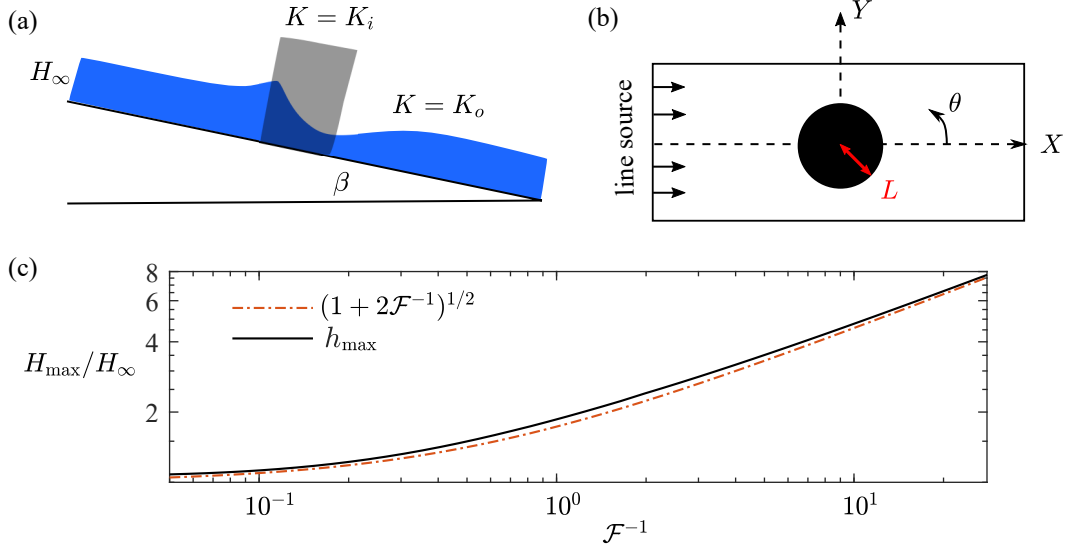 (a)
K = K_i
H_∞
K = K_o
β
(b)
Y
line source
θ
X
L
(c)
8
6
4
2
H_max/H_∞
(1 + 2ℱ^{-1})^{1/2}
h_max
10^{-1}
10^0
10^1
ℱ^{-1}